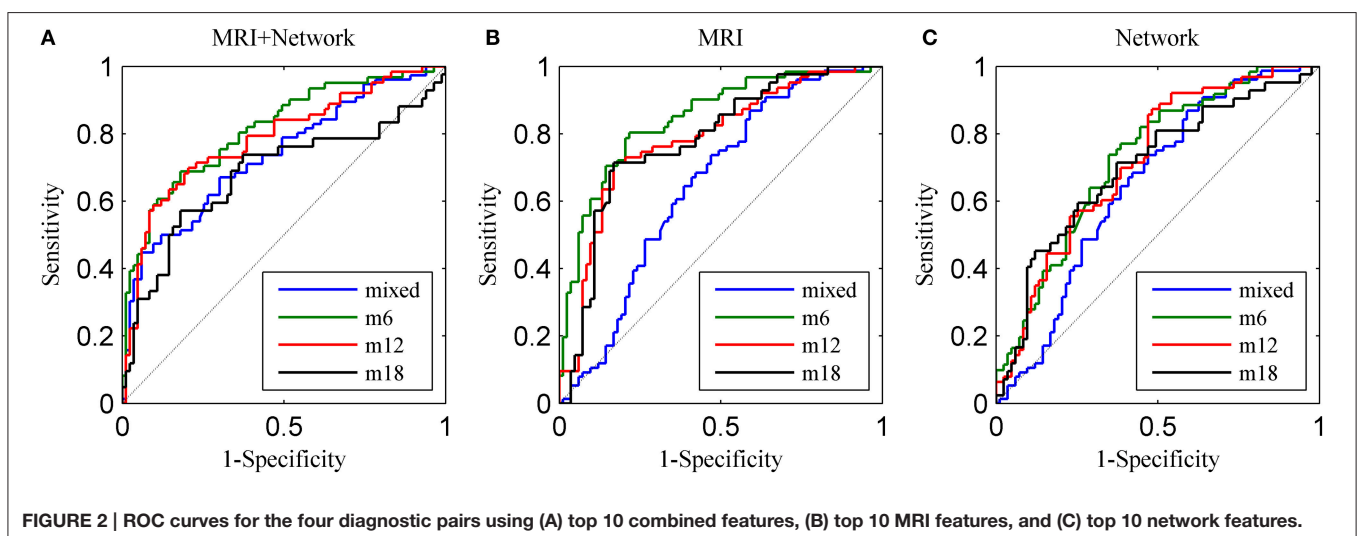 A
MRI+Network
1
0.8
0.6
0.4
0.2
0
Sensitivity
mixed
m6
m12
m18
0
0.5
1
1-Specificity
B
MRI
1
0.8
0.6
0.4
0.2
0
Sensitivity
mixed
m6
m12
m18
0
0.5
1
1-Specificity
C
Network
1
0.8
0.6
0.4
0.2
0
Sensitivity
mixed
m6
m12
m18
0
0.5
1
1-Specificity
FIGURE 2 | ROC curves for the four diagnostic pairs using (A) top 10 combined features, (B) top 10 MRI features, and (C) top 10 network features.